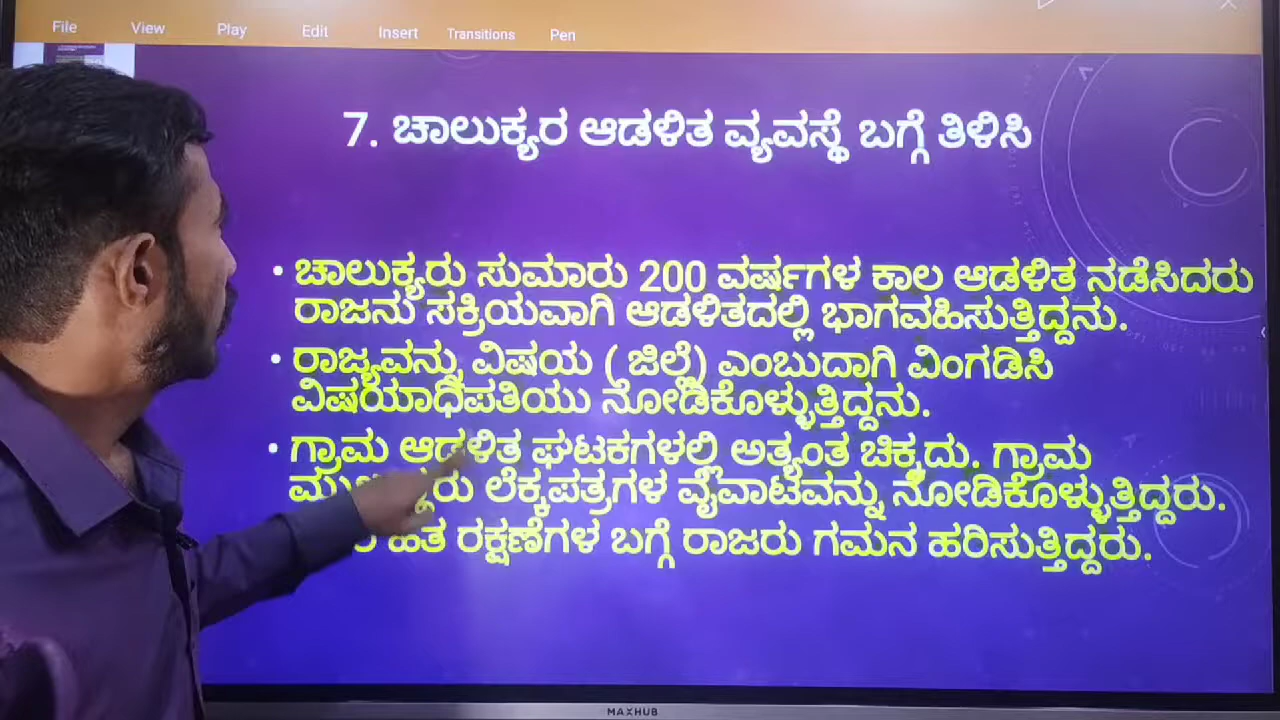 File View Play Edit Insert Transitions Pen
7. ಚಾಲುಕ್ಯರ ಆಡಳಿತ ವ್ಯವಸ್ಥೆ ಬಗ್ಗೆ ತಿಳಿಸಿ
• ಚಾಲುಕ್ಯರು ಸುಮಾರು 200 ವರ್ಷಗಳ ಕಾಲ ಆಡಳಿತ ನಡೆಸಿದರು
ರಾಜನು ಸಕ್ರಿಯವಾಗಿ ಆಡಳಿತದಲ್ಲಿ ಭಾಗವಹಿಸುತ್ತಿದ್ದನು.
• ರಾಜ್ಯವನ್ನು ವಿಷಯ ( ಜಿಲ್ಲೆ) ಎಂಬುದಾಗಿ ವಿಂಗಡಿಸಿ
ವಿಷಯಾಧಿಪತಿಯು ನೋಡಿಕೊಳ್ಳುತ್ತಿದ್ದನು.
• ಗ್ರಾಮ ಆಡಳಿತ ಘಟಕಗಳಲ್ಲಿ ಅತ್ಯಂತ ಚಿಕ್ಕದು. ಗ್ರಾಮ
ಲೆಕ್ಕಪತ್ರಗಳ ವೈವಾಟವನ್ನು ನೋಡಿಕೊಳ್ಳುತ್ತಿದ್ದರು.
ಹಿತ ರಕ್ಷಣೆಗಳ ಬಗ್ಗೆ ರಾಜರು ಗಮನ ಹರಿಸುತ್ತಿದ್ದರು.
MAXHUB